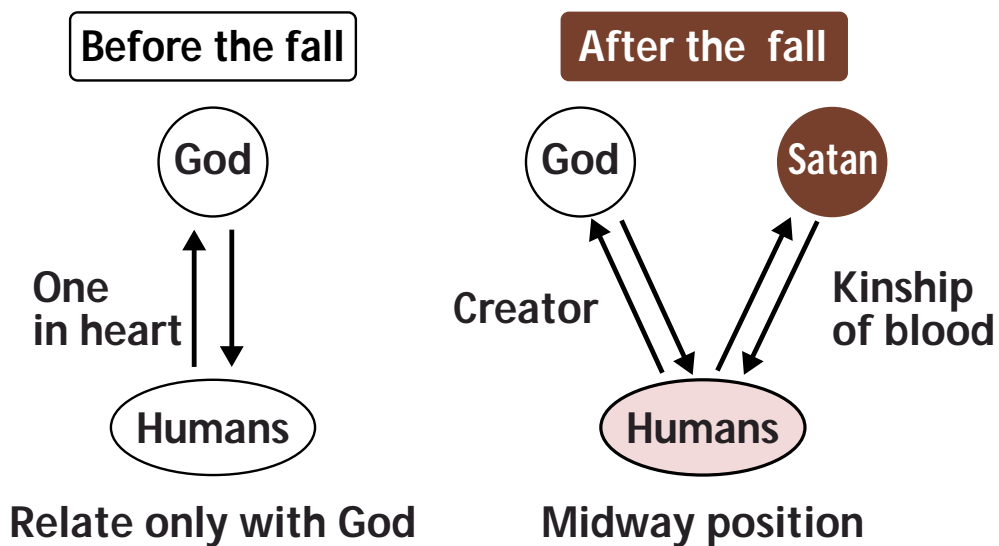 Before the fall
God
One
in heart
Humans
Relate only with God
After the fall
God
Satan
Creator
Kinship
of blood
Humans
Midway position